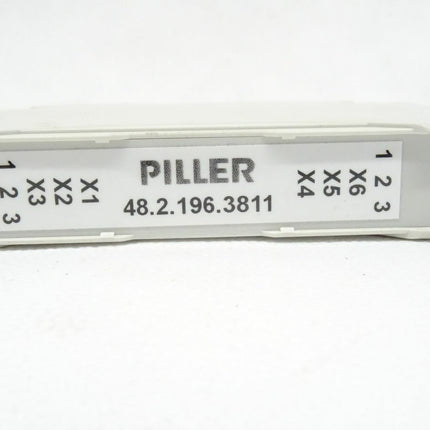 1 2 3
X3
X2
X1
PILLER
48.2.196.3811
X4
X5
X6
1 2 3